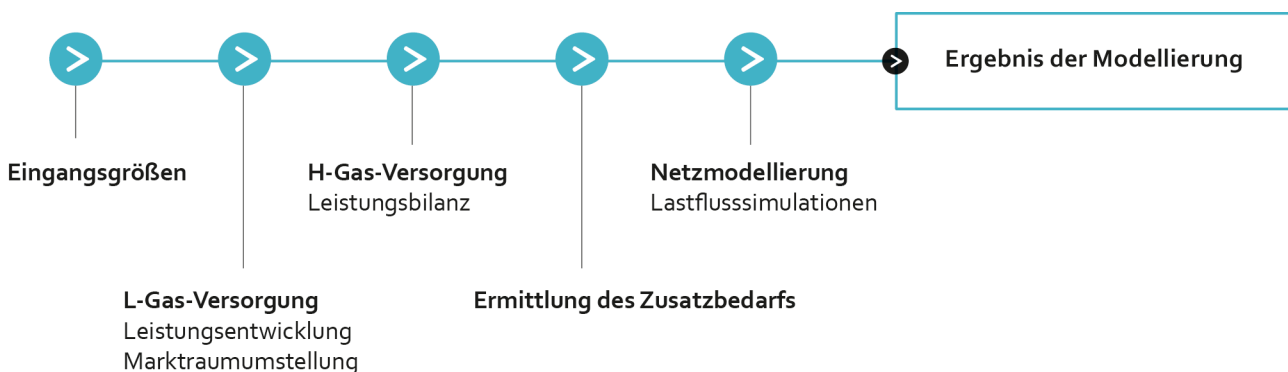 Ergebnis der Modellierung
Eingangsgrößen
H-Gas-Versorgung
Leistungsbilanz
Netzmodellierung
Lastflusssimulationen
L-Gas-Versorgung
Leistungsentwicklung
Marktraumumstellung
Ermittlung des Zusatzbedarfs